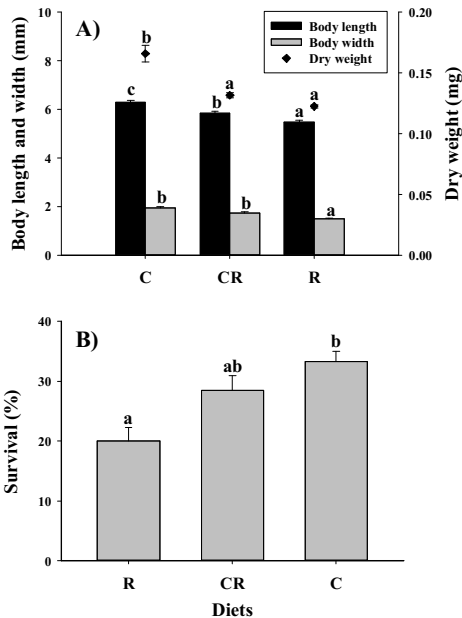 A)
Body length
Body width
Dry weight
Body length and width (mm)
10
8
6
4
2
0
Dry weight (mg)
0.20
0.15
0.10
0.05
0.00
b
c
b
a
b
b
a
a
a
C
CR
R
B)
Survival (%)
40
30
20
10
0
a
ab
b
R
CR
C
Diets